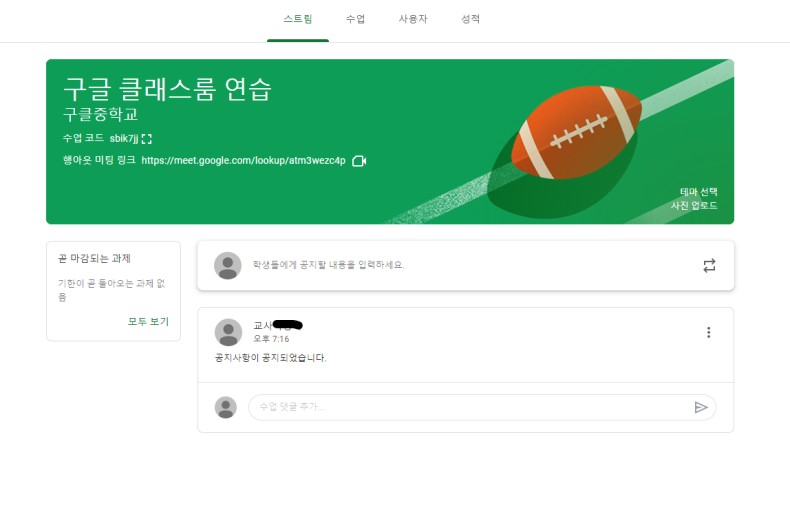 스트림 수업 사용자 성적
구글 클래스룸 연습
구클중학교
수업 코드 sbik7jj
행아웃 미팅 링크 https://meet.google.com/lookup/atm3wezc4p
테마 선택
사진 업로드
곧 마감되는 과제
기한이 곧 돌아오는 과제 없
음
모두 보기
학생들에게 공지할 내용을 입력하세요.
교사
오후 7:16
공지사항이 공지되었습니다.
수업 댓글 추가...